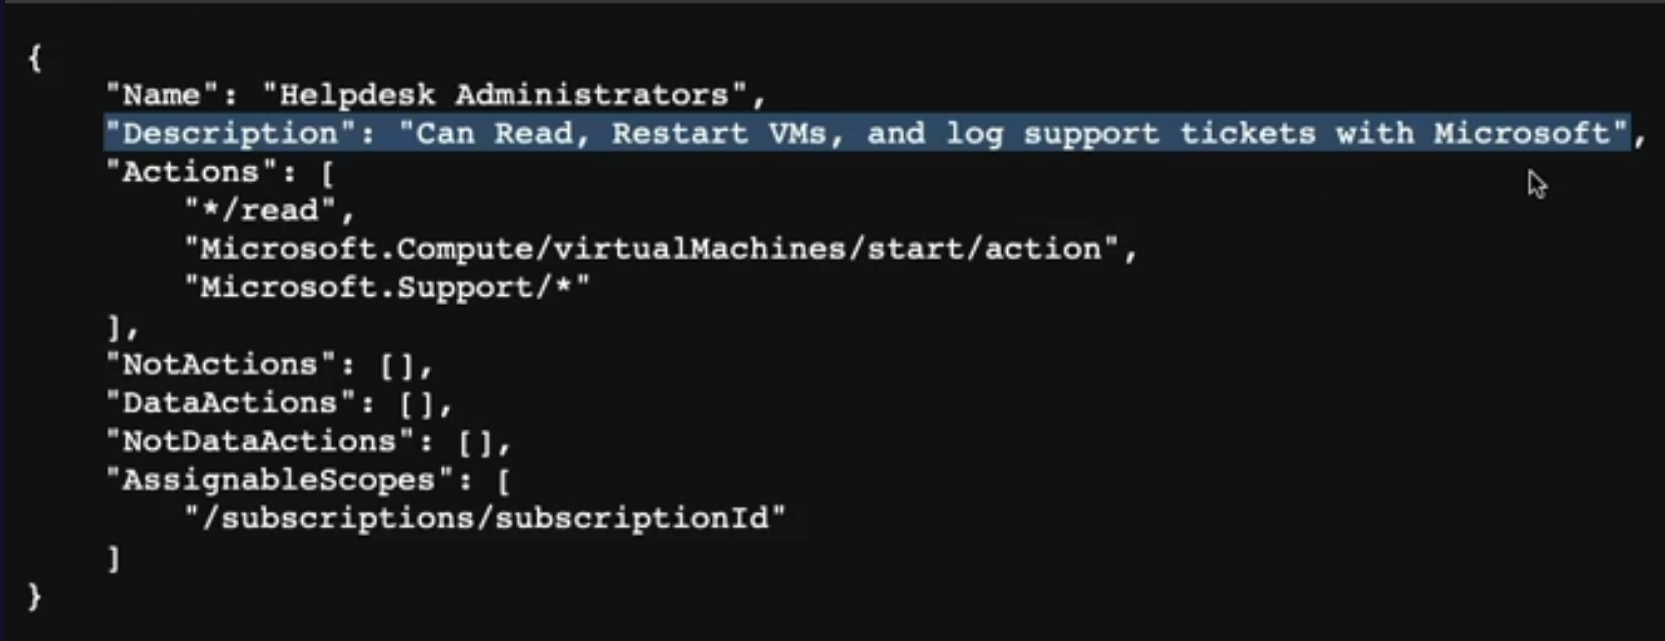 {
"Name": "Helpdesk Administrators",
"Description": "Can Read, Restart VMs, and log support tickets with Microsoft",
"Actions": [
"*/read",
"Microsoft.Compute/virtualMachines/start/action",
"Microsoft.Support/*"
],
"NotActions": [],
"DataActions": [],
"NotDataActions": [],
"AssignableScopes": [
"/subscriptions/subscriptionId"
]
}